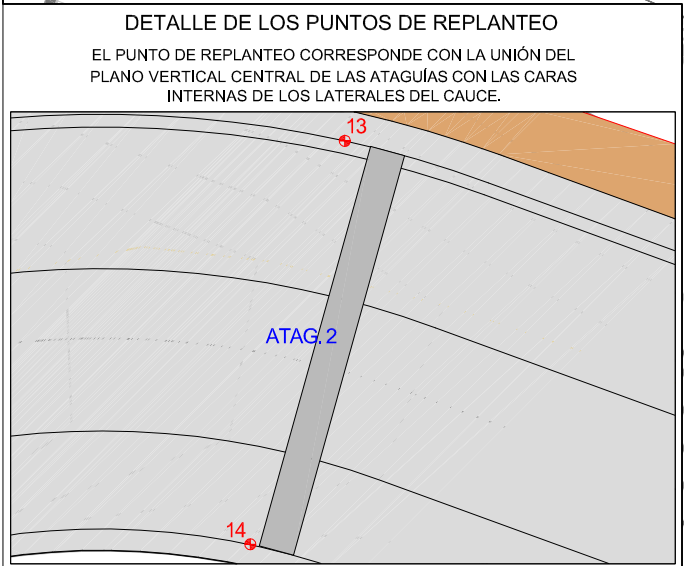 DETALLE DE LOS PUNTOS DE REPLANTEO
EL PUNTO DE REPLANTEO CORRESPONDE CON LA UNIÓN DEL
PLANO VERTICAL CENTRAL DE LAS ATAGUÍAS CON LAS CARAS
INTERNAS DE LOS LATERALES DEL CAUCE.
13
ATAG. 2
14